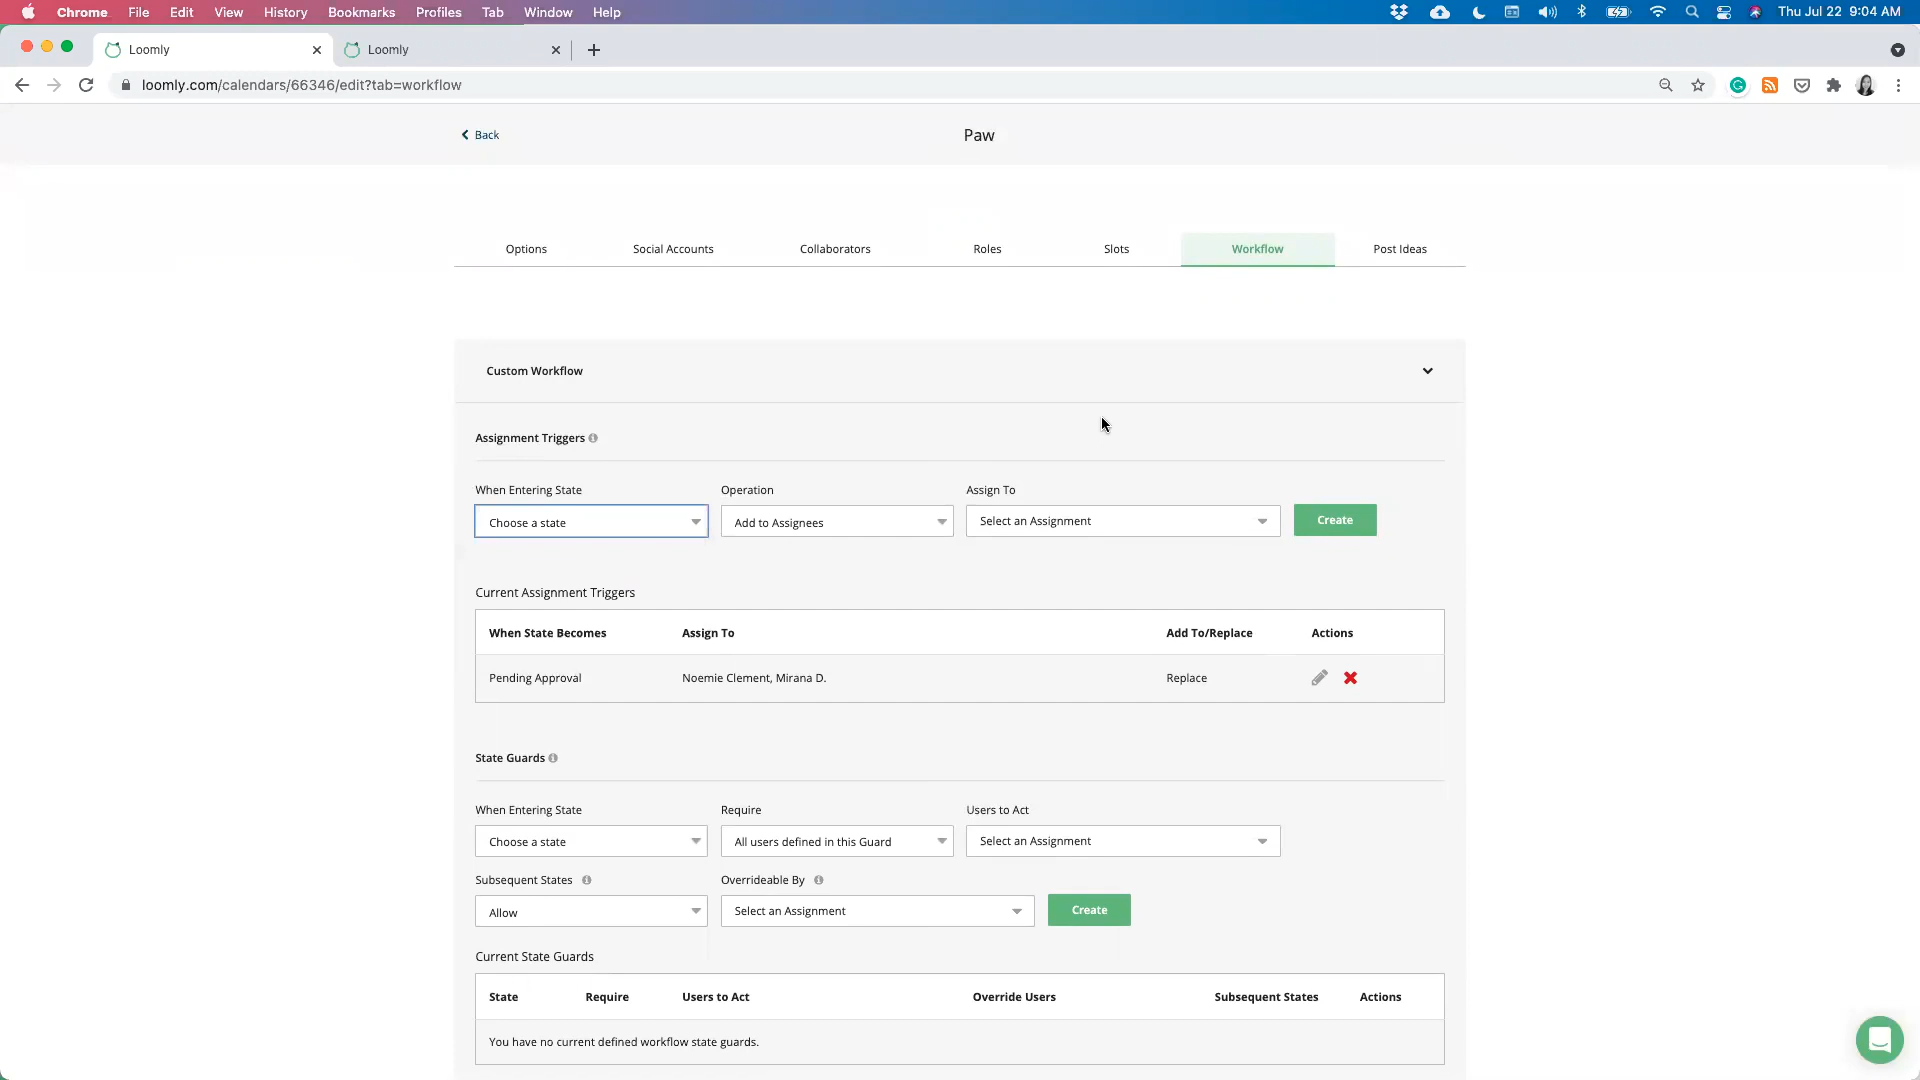 Chrome File Edit View History Bookmarks Profiles Tab Window Help Thu Jul 22 9:04 AM
Loomly Loomly
loomly.com/calendars/66346/edit?tab=workflow
Back Paw
Options Social Accounts Collaborators Roles Slots Workflow Post Ideas
Custom Workflow
Assignment Triggers
When Entering State Operation Assign To
Choose a state Add to Assignees Select an Assignment Create
Current Assignment Triggers
When State Becomes Assign To Add To/Replace Actions
Pending Approval Noemie Clement, Mirana D. Replace
State Guards
When Entering State Require Users to Act
Choose a state All users defined in this Guard Select an Assignment
Subsequent States Overrideable By
Allow Select an Assignment Create
Current State Guards
State Require Users to Act Override Users Subsequent States Actions
You have no current defined workflow state guards.